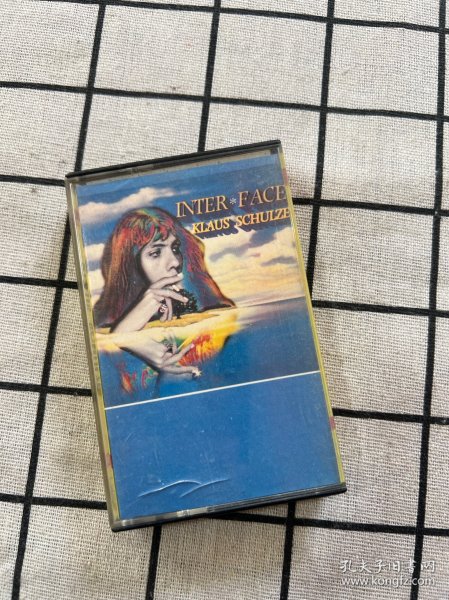 INTER*FACE
KLAUS SCHULZE
孔夫子旧书网
www.kongfz.com